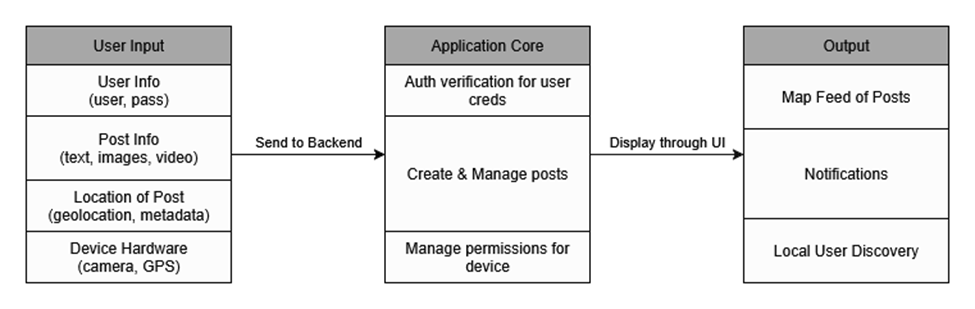 User Input
User Info
(user, pass)
Post Info
(text, images, video)
Location of Post
(geolocation, metadata)
Device Hardware
(camera, GPS)
Send to Backend
Application Core
Auth verification for user
creds
Create & Manage posts
Manage permissions for
device
Display through UI
Output
Map Feed of Posts
Notifications
Local User Discovery